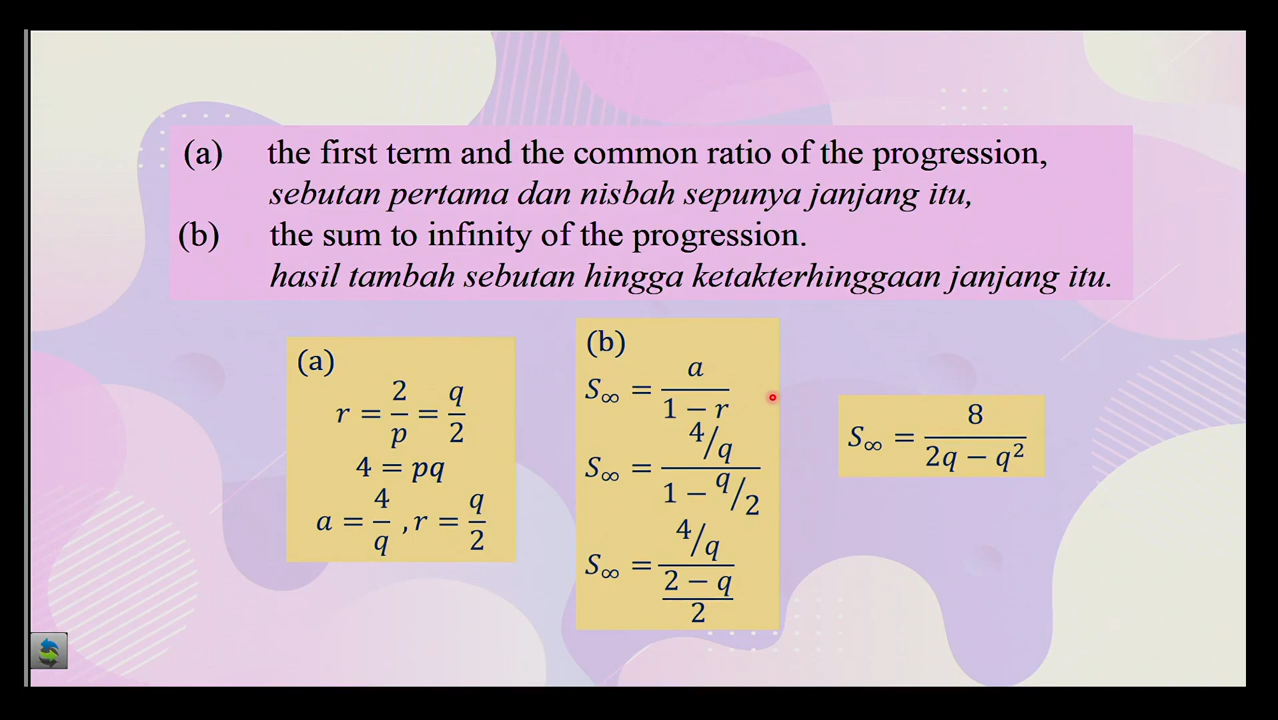 (a) the first term and the common ratio of the progression,
sebutan pertama dan nisbah sepunya janjang itu,
(b) the sum to infinity of the progression.
hasil tambah sebutan hingga ketakterhinggaan janjang itu.
(a)
r = 2/p = q/2
4 = pq
a = 4/q , r = q/2
(b)
S∞ = a/(1 − r)
S∞ = (4/q)/(1 − q/2)
S∞ = (4/q)/((2 − q)/2)
S∞ = 8/(2q − q²)